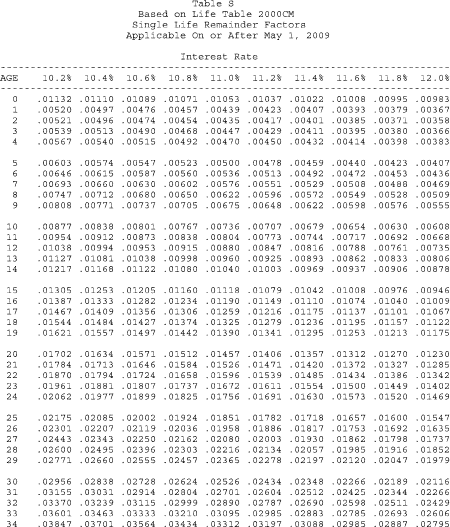 Table S
Based on Life Table 2000CM
Single Life Remainder Factors
Applicable On or After May 1, 2009
Interest Rate
AGE 10.2% 10.4% 10.6% 10.8% 11.0% 11.2% 11.4% 11.6% 11.8% 12.0%
0 .01132 .01110 .01089 .01071 .01053 .01037 .01022 .01008 .00995 .00983
1 .00520 .00497 .00476 .00457 .00439 .00423 .00407 .00393 .00379 .00367
2 .00521 .00496 .00474 .00454 .00435 .00417 .00401 .00385 .00371 .00358
3 .00539 .00513 .00490 .00468 .00447 .00429 .00411 .00395 .00380 .00366
4 .00567 .00540 .00515 .00492 .00470 .00450 .00432 .00414 .00398 .00383
5 .00603 .00574 .00547 .00523 .00500 .00478 .00459 .00440 .00423 .00407
6 .00646 .00615 .00587 .00560 .00536 .00513 .00492 .00472 .00453 .00436
7 .00693 .00660 .00630 .00602 .00576 .00551 .00529 .00508 .00488 .00469
8 .00747 .00712 .00680 .00650 .00622 .00596 .00572 .00549 .00528 .00509
9 .00808 .00771 .00737 .00705 .00675 .00648 .00622 .00598 .00576 .00555
10 .00877 .00838 .00801 .00767 .00736 .00707 .00679 .00654 .00630 .00608
11 .00954 .00912 .00873 .00838 .00804 .00773 .00744 .00717 .00692 .00668
12 .01038 .00994 .00953 .00915 .00880 .00847 .00816 .00788 .00761 .00735
13 .01127 .01081 .01038 .00998 .00960 .00925 .00893 .00862 .00833 .00806
14 .01217 .01168 .01122 .01080 .01040 .01003 .00969 .00937 .00906 .00878
15 .01305 .01253 .01205 .01160 .01118 .01079 .01042 .01008 .00976 .00946
16 .01387 .01333 .01282 .01234 .01190 .01149 .01110 .01074 .01040 .01009
17 .01467 .01409 .01356 .01306 .01259 .01216 .01175 .01137 .01101 .01067
18 .01544 .01484 .01427 .01374 .01325 .01279 .01236 .01195 .01157 .01122
19 .01621 .01557 .01497 .01442 .01390 .01341 .01295 .01253 .01213 .01175
20 .01702 .01634 .01571 .01512 .01457 .01406 .01357 .01312 .01270 .01230
21 .01784 .01713 .01646 .01584 .01526 .01471 .01420 .01372 .01327 .01285
22 .01870 .01794 .01724 .01658 .01596 .01539 .01485 .01434 .01386 .01342
23 .01961 .01881 .01807 .01737 .01672 .01611 .01554 .01500 .01449 .01402
24 .02062 .01977 .01899 .01825 .01756 .01691 .01630 .01573 .01520 .01469
25 .02175 .02085 .02002 .01924 .01851 .01782 .01718 .01657 .01600 .01547
26 .02301 .02207 .02119 .02036 .01958 .01886 .01817 .01753 .01692 .01635
27 .02443 .02343 .02250 .02162 .02080 .02003 .01930 .01862 .01798 .01737
28 .02600 .02495 .02396 .02303 .02216 .02134 .02057 .01985 .01916 .01852
29 .02771 .02660 .02555 .02457 .02365 .02278 .02197 .02120 .02047 .01979
30 .02956 .02838 .02728 .02624 .02526 .02434 .02348 .02266 .02189 .02116
31 .03155 .03031 .02914 .02804 .02701 .02604 .02512 .02425 .02344 .02266
32 .03370 .03239 .03115 .02999 .02890 .02787 .02690 .02598 .02511 .02429
33 .03601 .03463 .03333 .03210 .03095 .02985 .02883 .02785 .02693 .02606
34 .03847 .03701 .03564 .03434 .03312 .03197 .03088 .02985 .02887 .02795